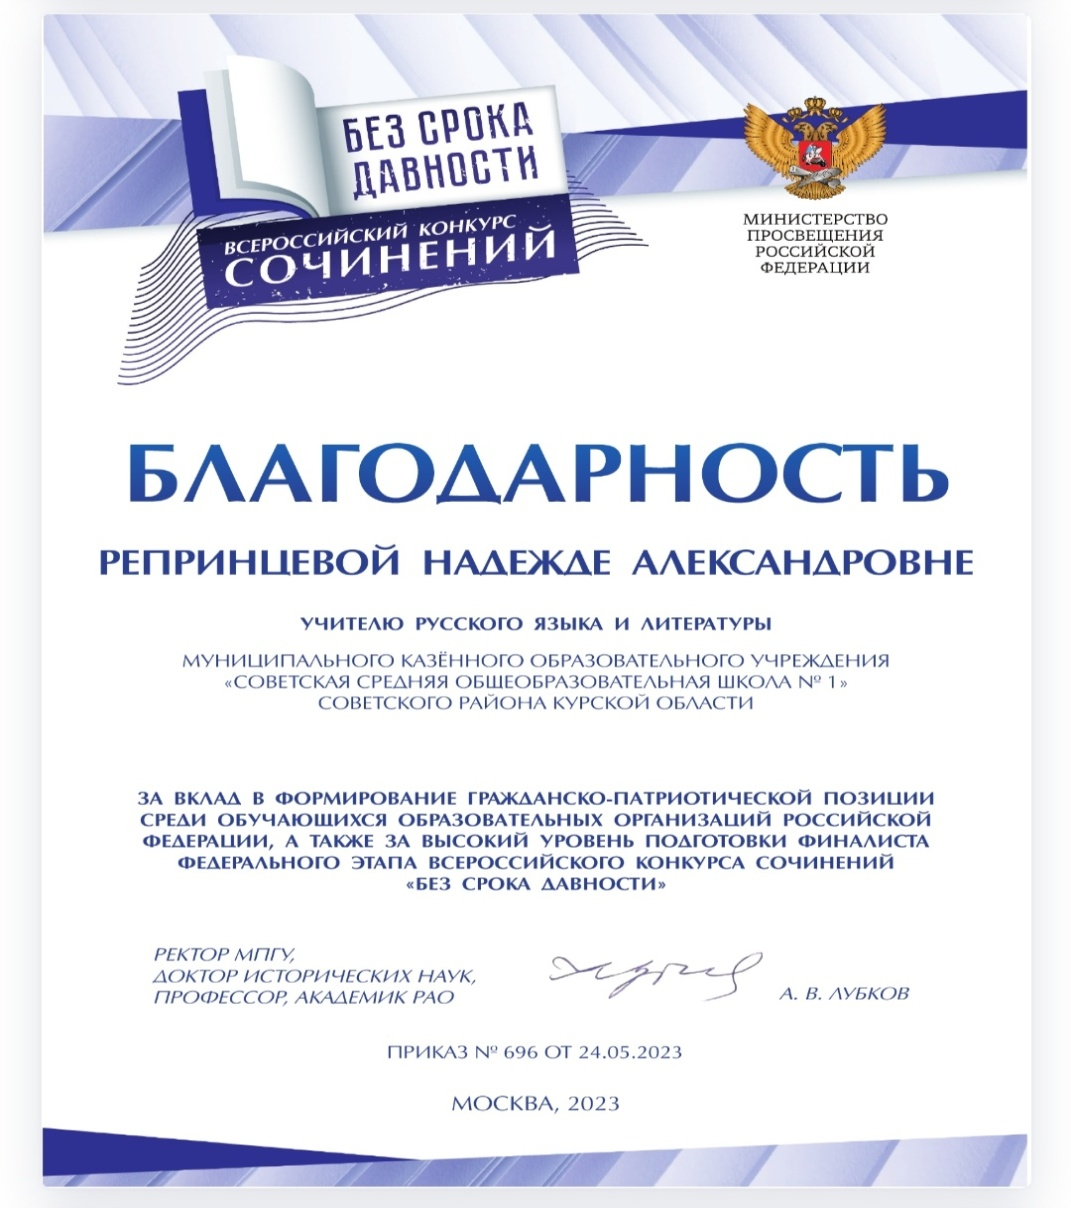 БЕЗ СРОКА
ДАВНОСТИ
ВСЕРОССИЙСКИЙ КОНКУРС
СОЧИНЕНИЙ
МИНИСТЕРСТВО
ПРОСВЕЩЕНИЯ
РОССИЙСКОЙ
ФЕДЕРАЦИИ
БЛАГОДАРНОСТЬ
РЕПРИНЦЕВОЙ НАДЕЖДЕ АЛЕКСАНДРОВНЕ
УЧИТЕЛЮ РУССКОГО ЯЗЫКА И ЛИТЕРАТУРЫ
МУНИЦИПАЛЬНОГО КАЗЁННОГО ОБРАЗОВАТЕЛЬНОГО УЧРЕЖДЕНИЯ
«СОВЕТСКАЯ СРЕДНЯЯ ОБЩЕОБРАЗОВАТЕЛЬНАЯ ШКОЛА № 1»
СОВЕТСКОГО РАЙОНА КУРСКОЙ ОБЛАСТИ
ЗА ВКЛАД В ФОРМИРОВАНИЕ ГРАЖДАНСКО-ПАТРИОТИЧЕСКОЙ ПОЗИЦИИ
СРЕДИ ОБУЧАЮЩИХСЯ ОБРАЗОВАТЕЛЬНЫХ ОРГАНИЗАЦИЙ РОССИЙСКОЙ
ФЕДЕРАЦИИ, А ТАКЖЕ ЗА ВЫСОКИЙ УРОВЕНЬ ПОДГОТОВКИ ФИНАЛИСТА
ФЕДЕРАЛЬНОГО ЭТАПА ВСЕРОССИЙСКОГО КОНКУРСА СОЧИНЕНИЙ
«БЕЗ СРОКА ДАВНОСТИ»
РЕКТОР МПГУ,
ДОКТОР ИСТОРИЧЕСКИХ НАУК,
ПРОФЕССОР, АКАДЕМИК РАО
А. В. ЛУБКОВ
ПРИКАЗ № 696 ОТ 24.05.2023
МОСКВА, 2023